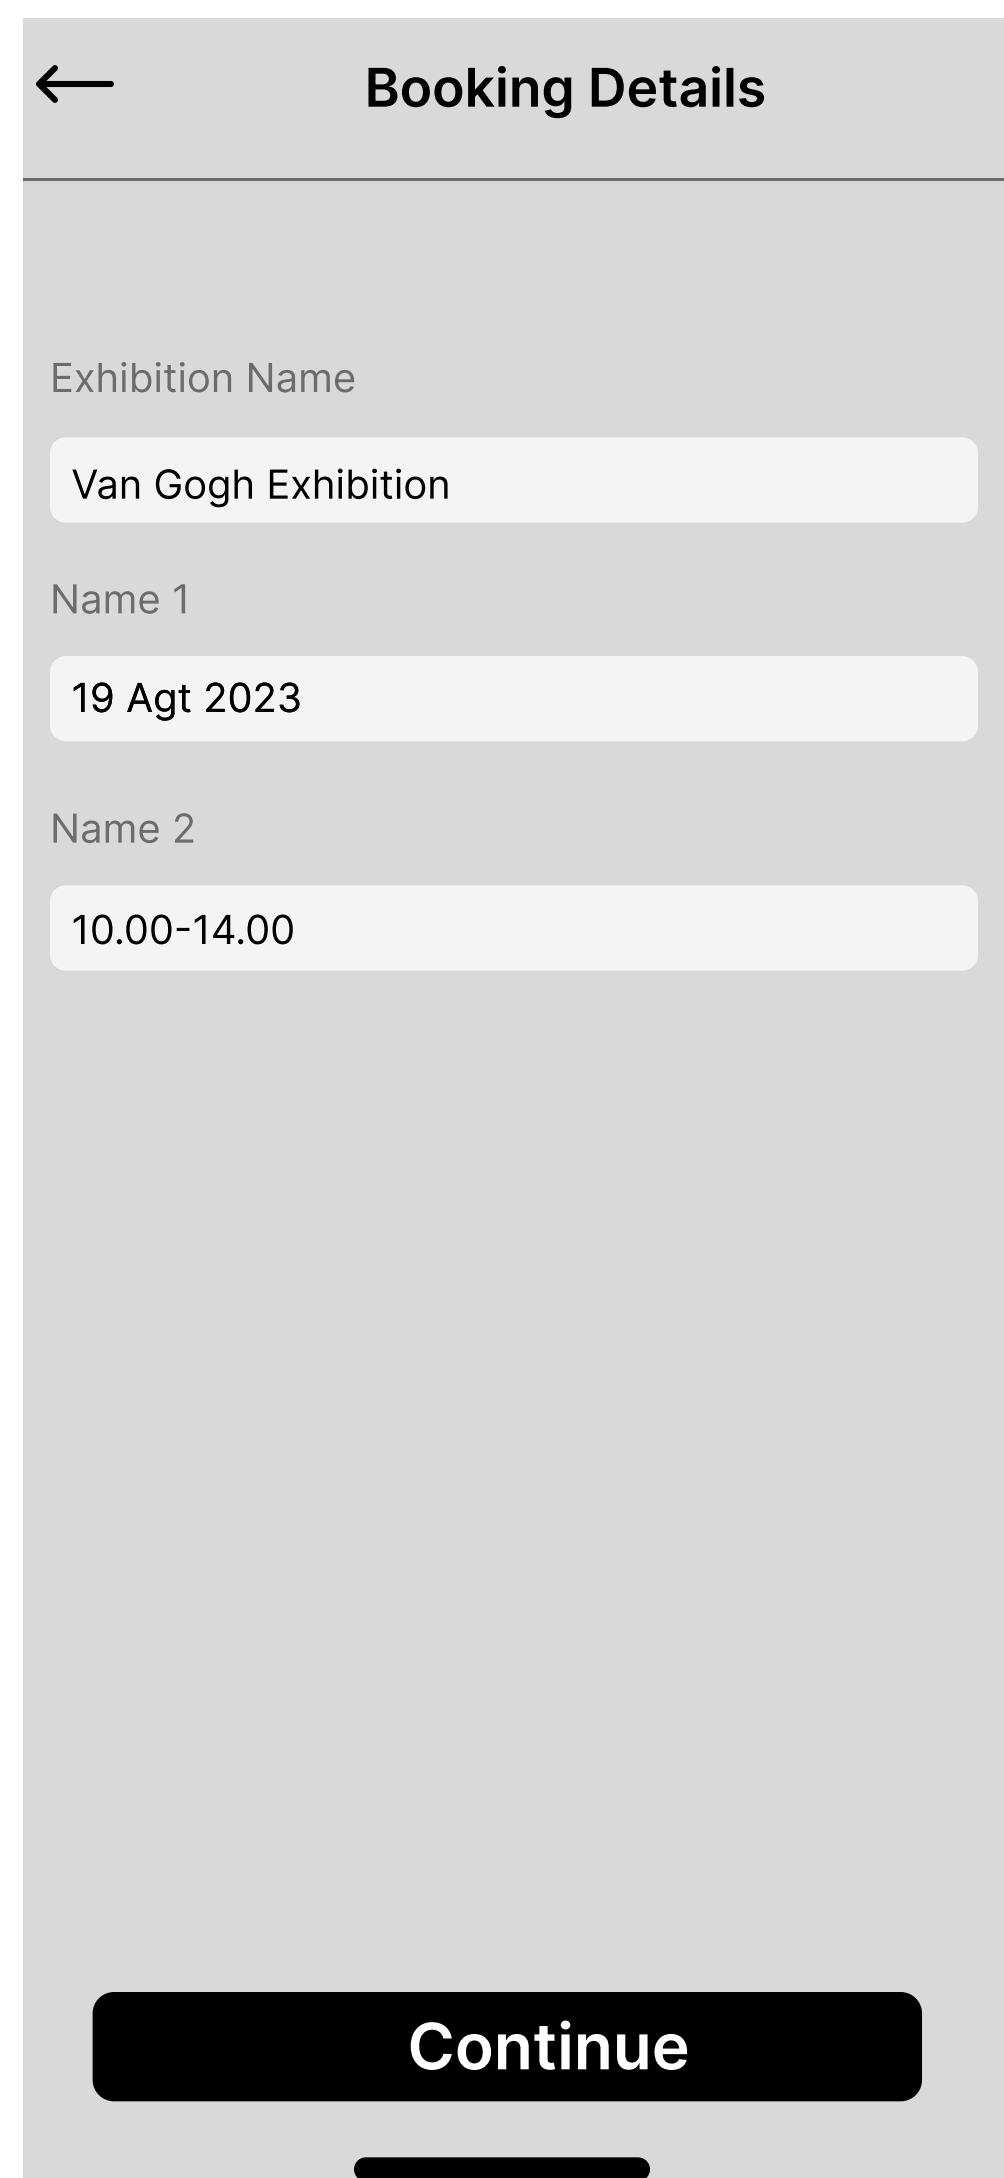 Booking Details
Exhibition Name
Van Gogh Exhibition
Name 1
19 Agt 2023
Name 2
10.00-14.00
Continue